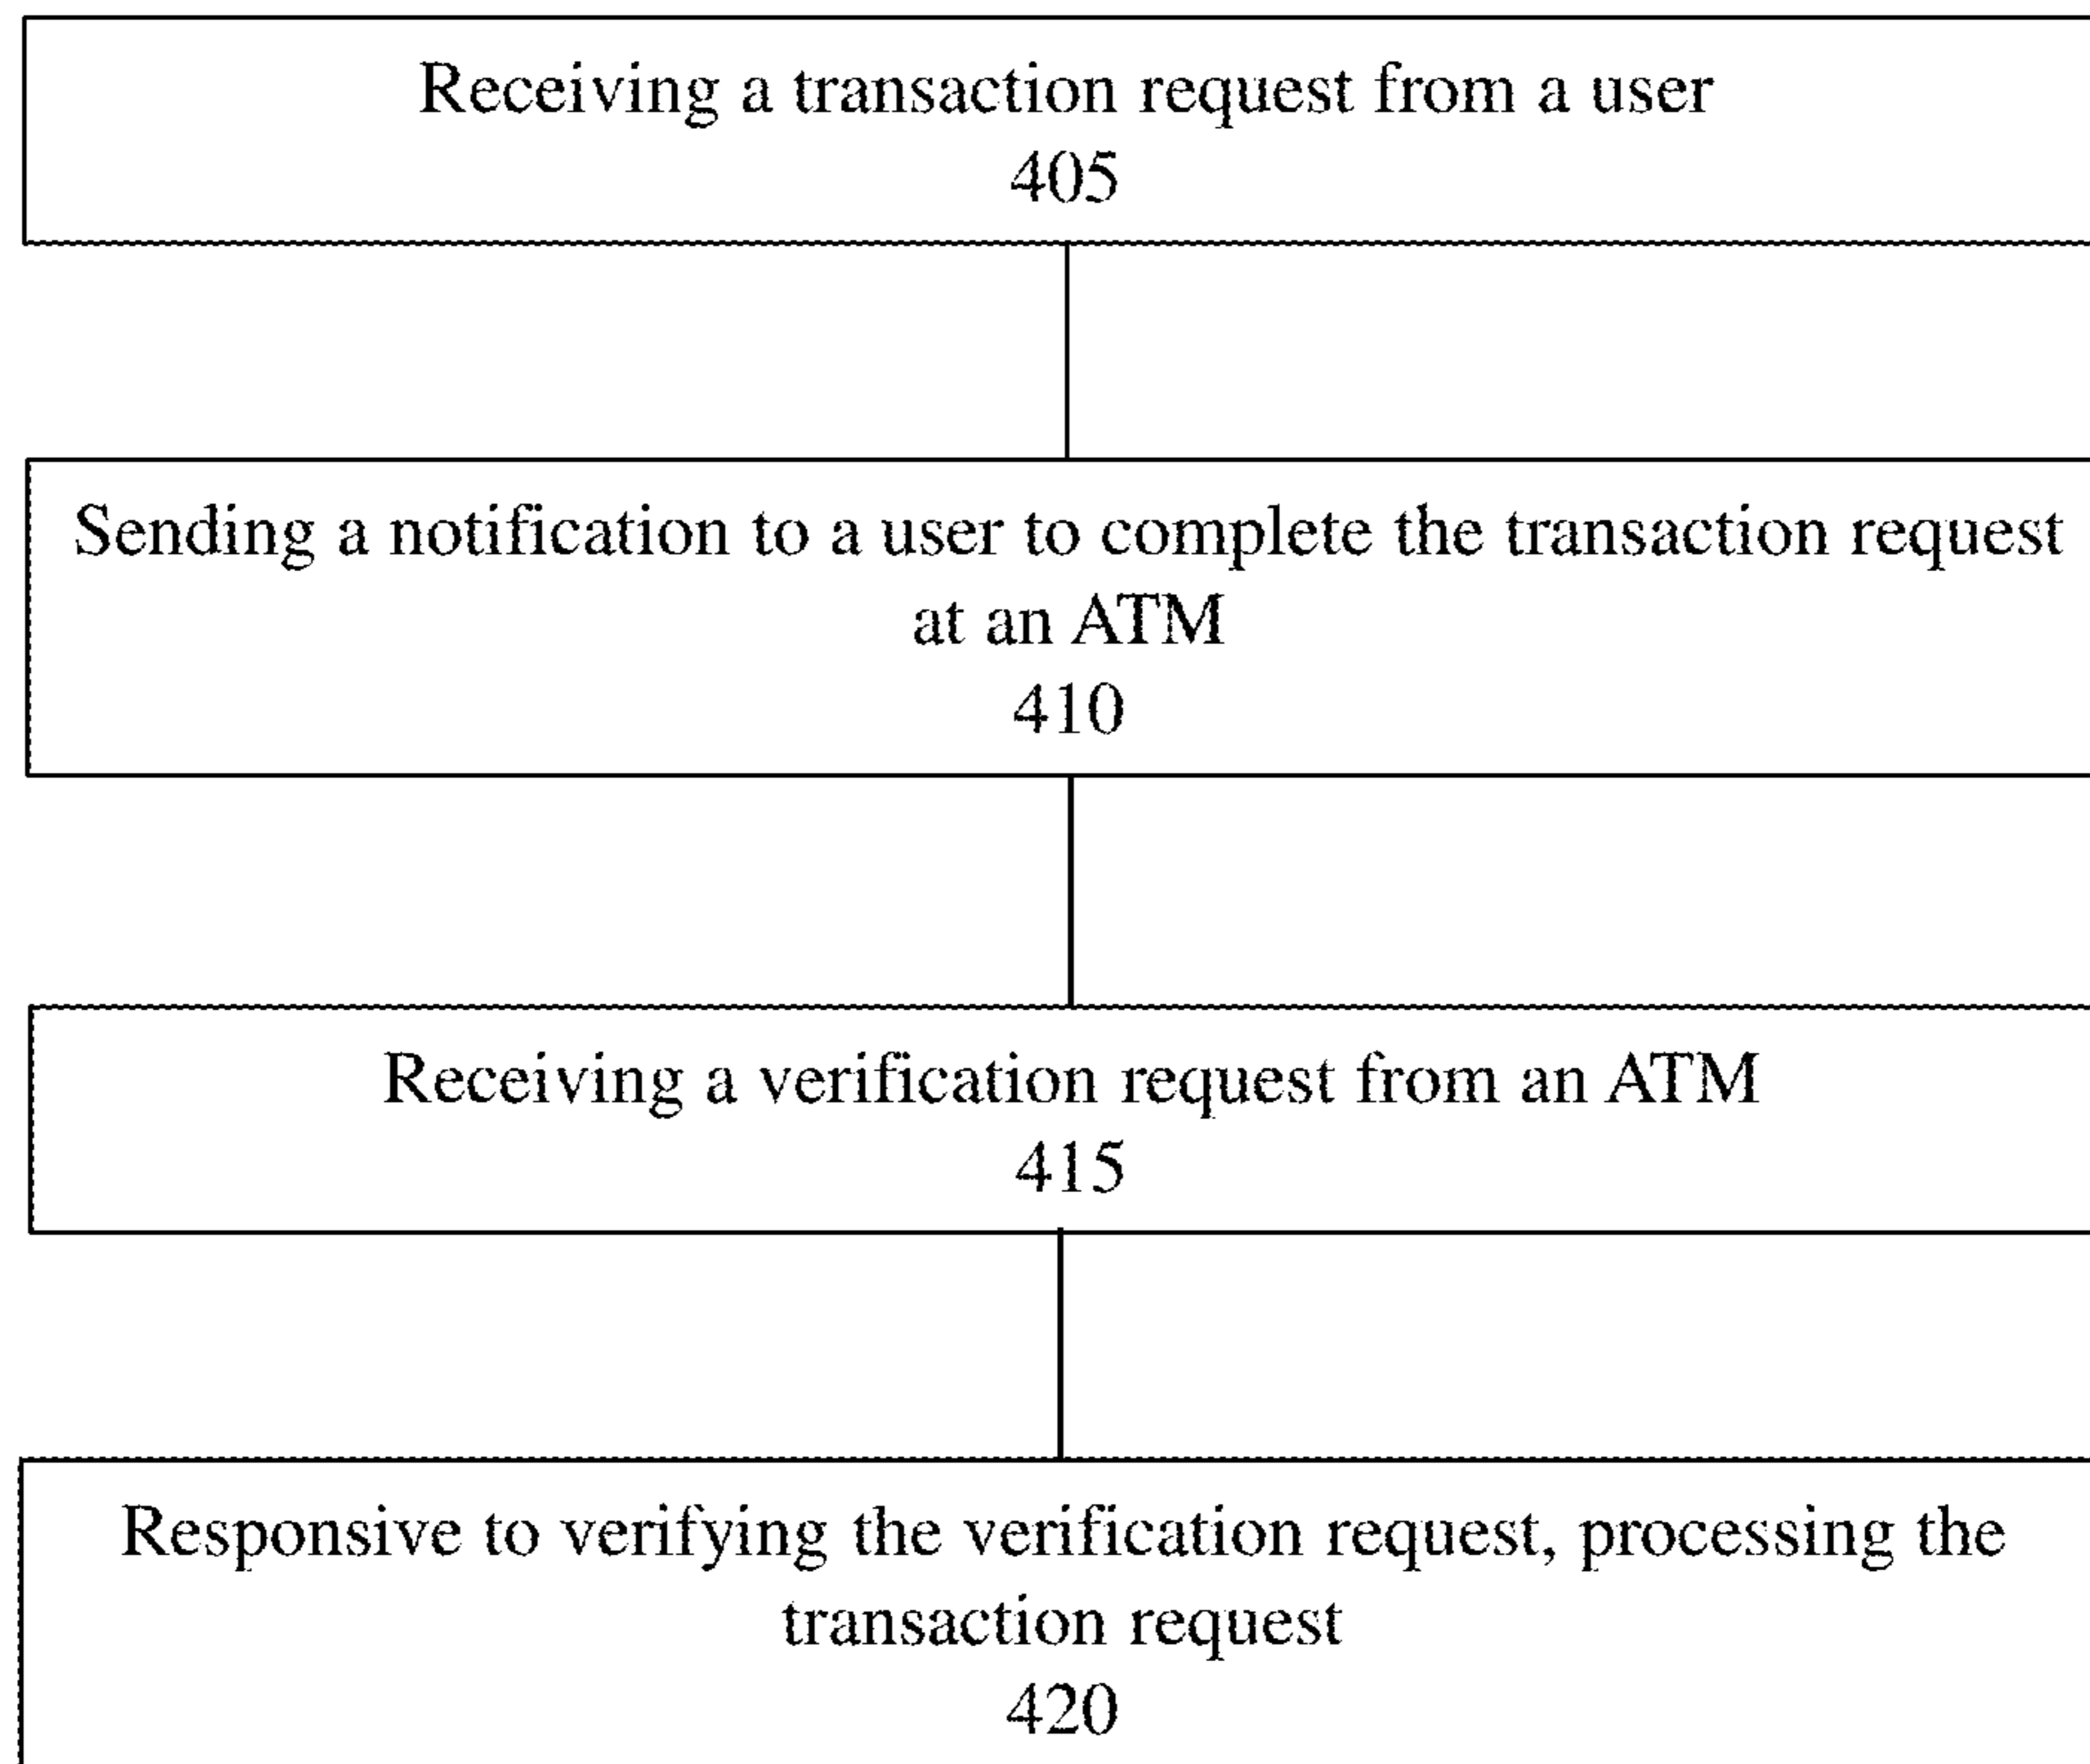 Receiving a transaction request from a user
405
Sending a notification to a user to complete the transaction request
at an ATM
410
Receiving a verification request from an ATM
415
Responsive to verifying the verification request, processing the
transaction request
420